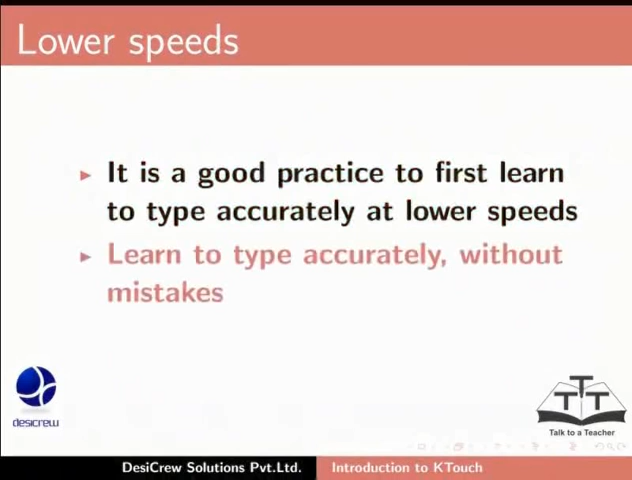 Lower speeds
It is a good practice to first learn
to type accurately at lower speeds
Learn to type accurately, without
mistakes
desicrew
TTT
Talk to a Teacher
DesiCrew Solutions Pvt.Ltd.
Introduction to KTouch